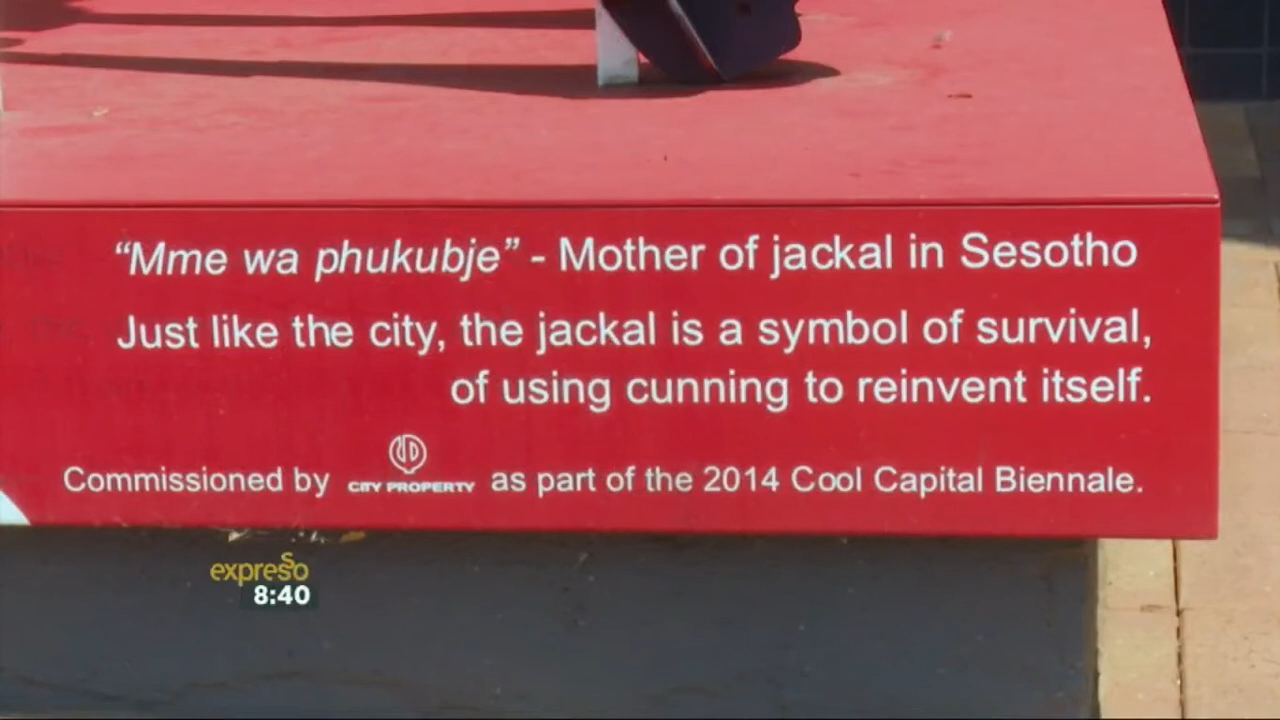 “Mme wa phukubje” - Mother of jackal in Sesotho
Just like the city, the jackal is a symbol of survival,
of using cunning to reinvent itself.
Commissioned by CITY PROPERTY as part of the 2014 Cool Capital Biennale.
expresso
8:40